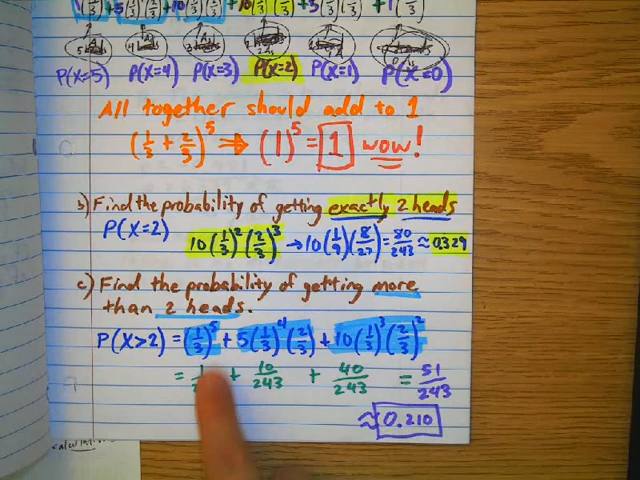 P(X=5) P(X=4) P(X=3) P(X=2) P(X=1) P(X=0)
All together should add to 1
(1/3 + 2/3)^5 ⇒ (1)^5 = 1 wow!
b) Find the probability of getting exactly 2 heads
P(X=2)
10(1/3)^2(2/3)^3 → 10(1/9)(8/27) = 80/243 ≈ 0.329
c) Find the probability of getting more
than 2 heads.
P(X>2) = (1/3)^5 + 5(1/3)^4(2/3) + 10(1/3)^3(2/3)^2
= + 10/243 + 40/243 = 51/243
≈ 0.210